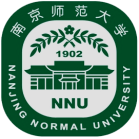 南京师范大学
1902
NNU
NANJING NORMAL UNIVERSITY